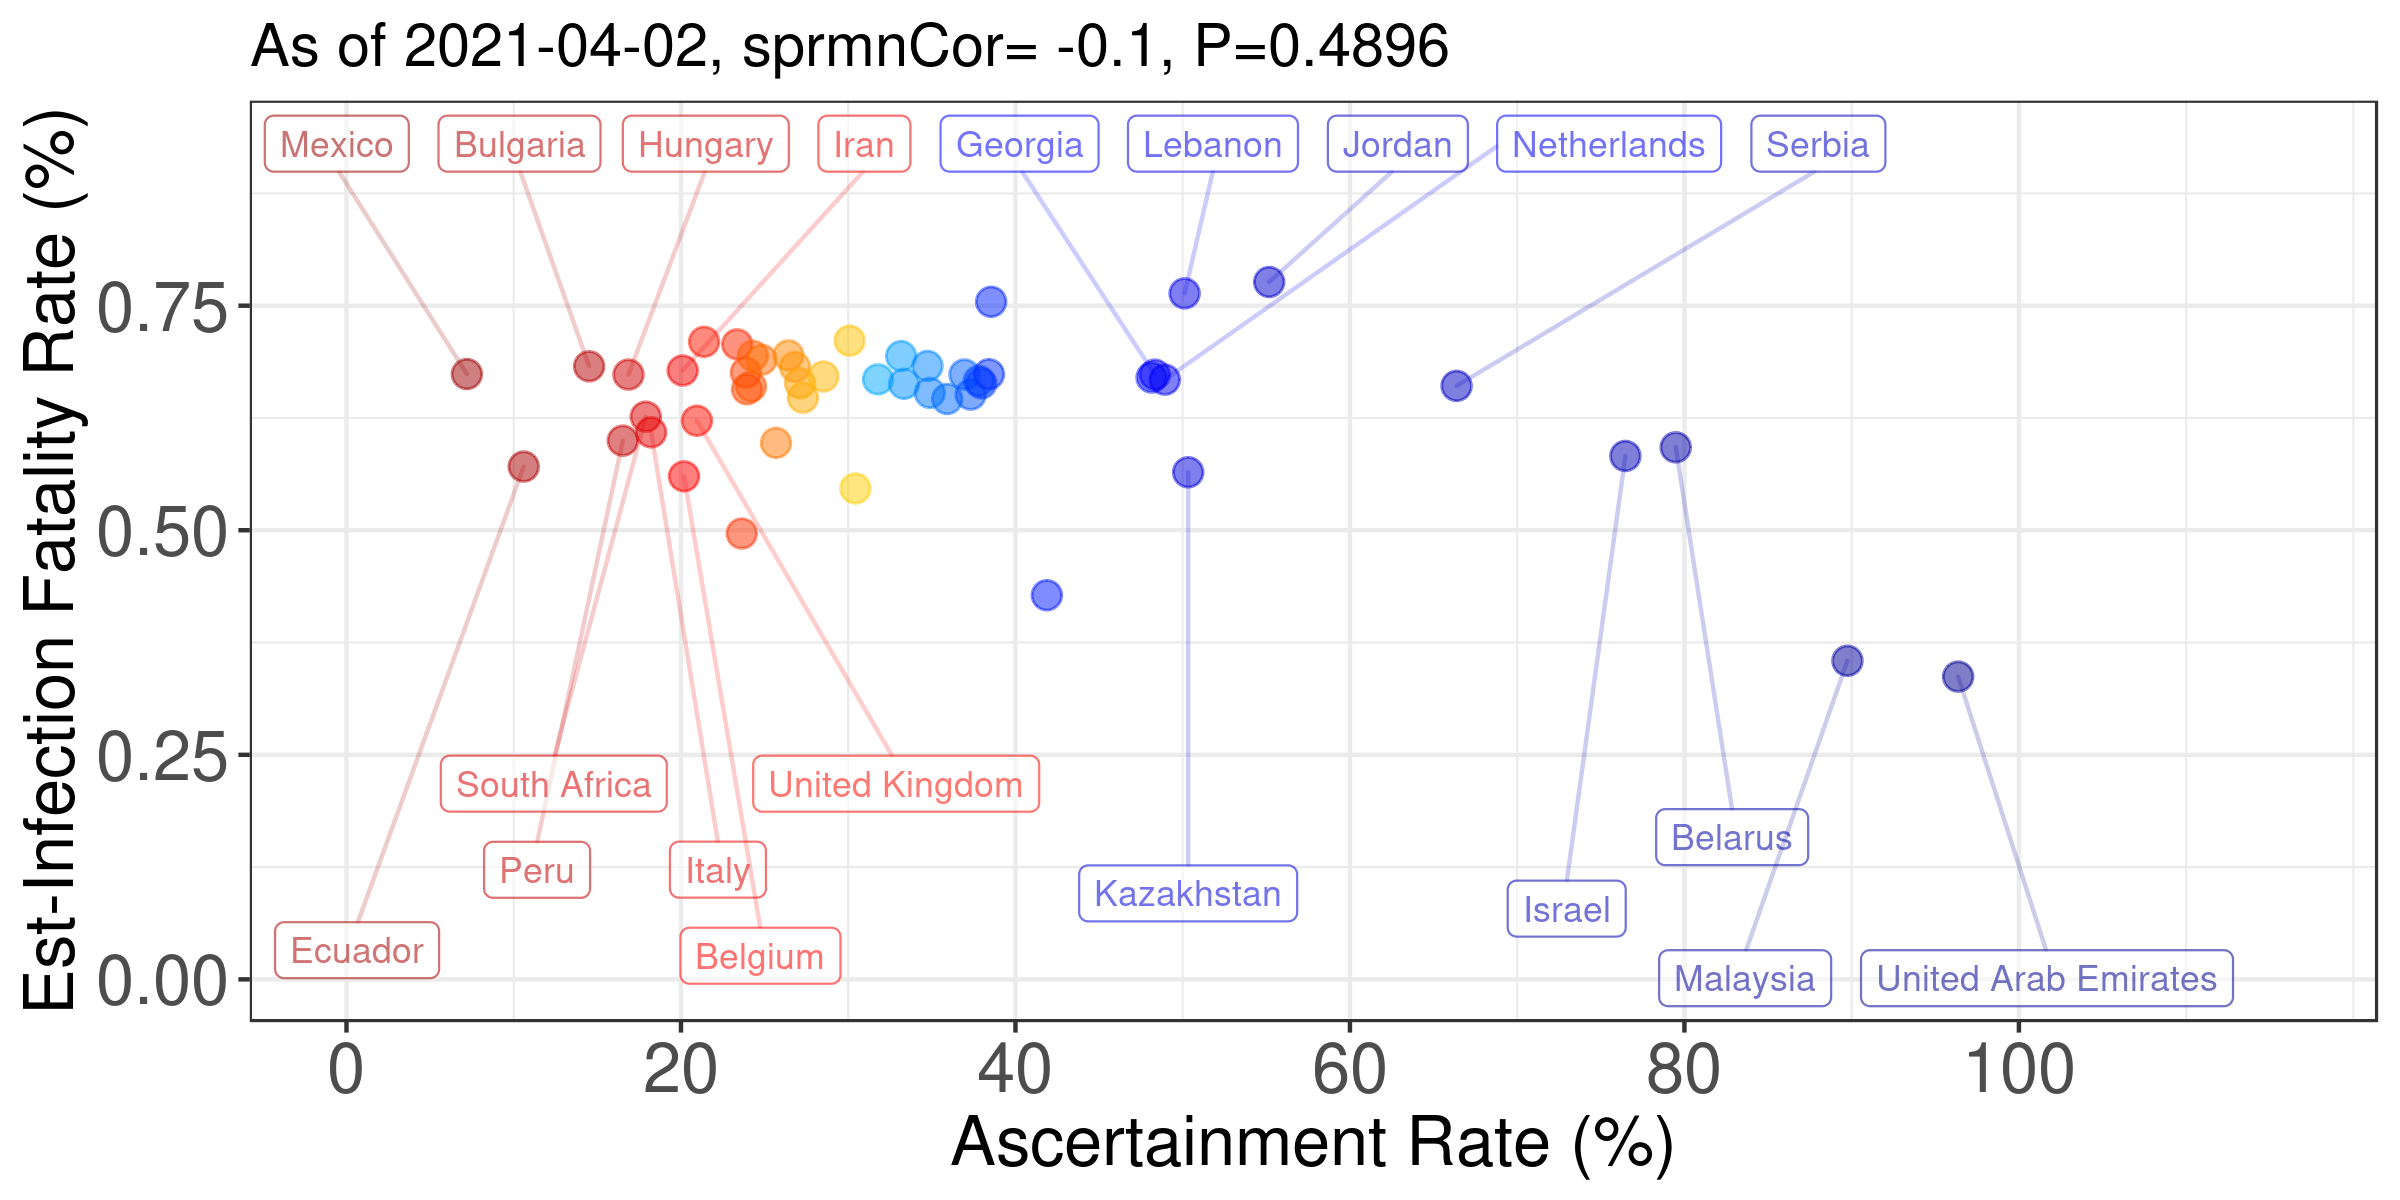 As of 2021-04-02, sprmnCor= -0.1, P=0.4896
Est-Infection Fatality Rate (%)
Mexico
Bulgaria
Hungary
Iran
Georgia
Lebanon
Jordan
Netherlands
Serbia
0.75
0.50
0.25
0.00
South Africa
United Kingdom
Belarus
Peru
Italy
Kazakhstan
Israel
Ecuador
Belgium
Malaysia
United Arab Emirates
0
20
40
60
80
100
Ascertainment Rate (%)